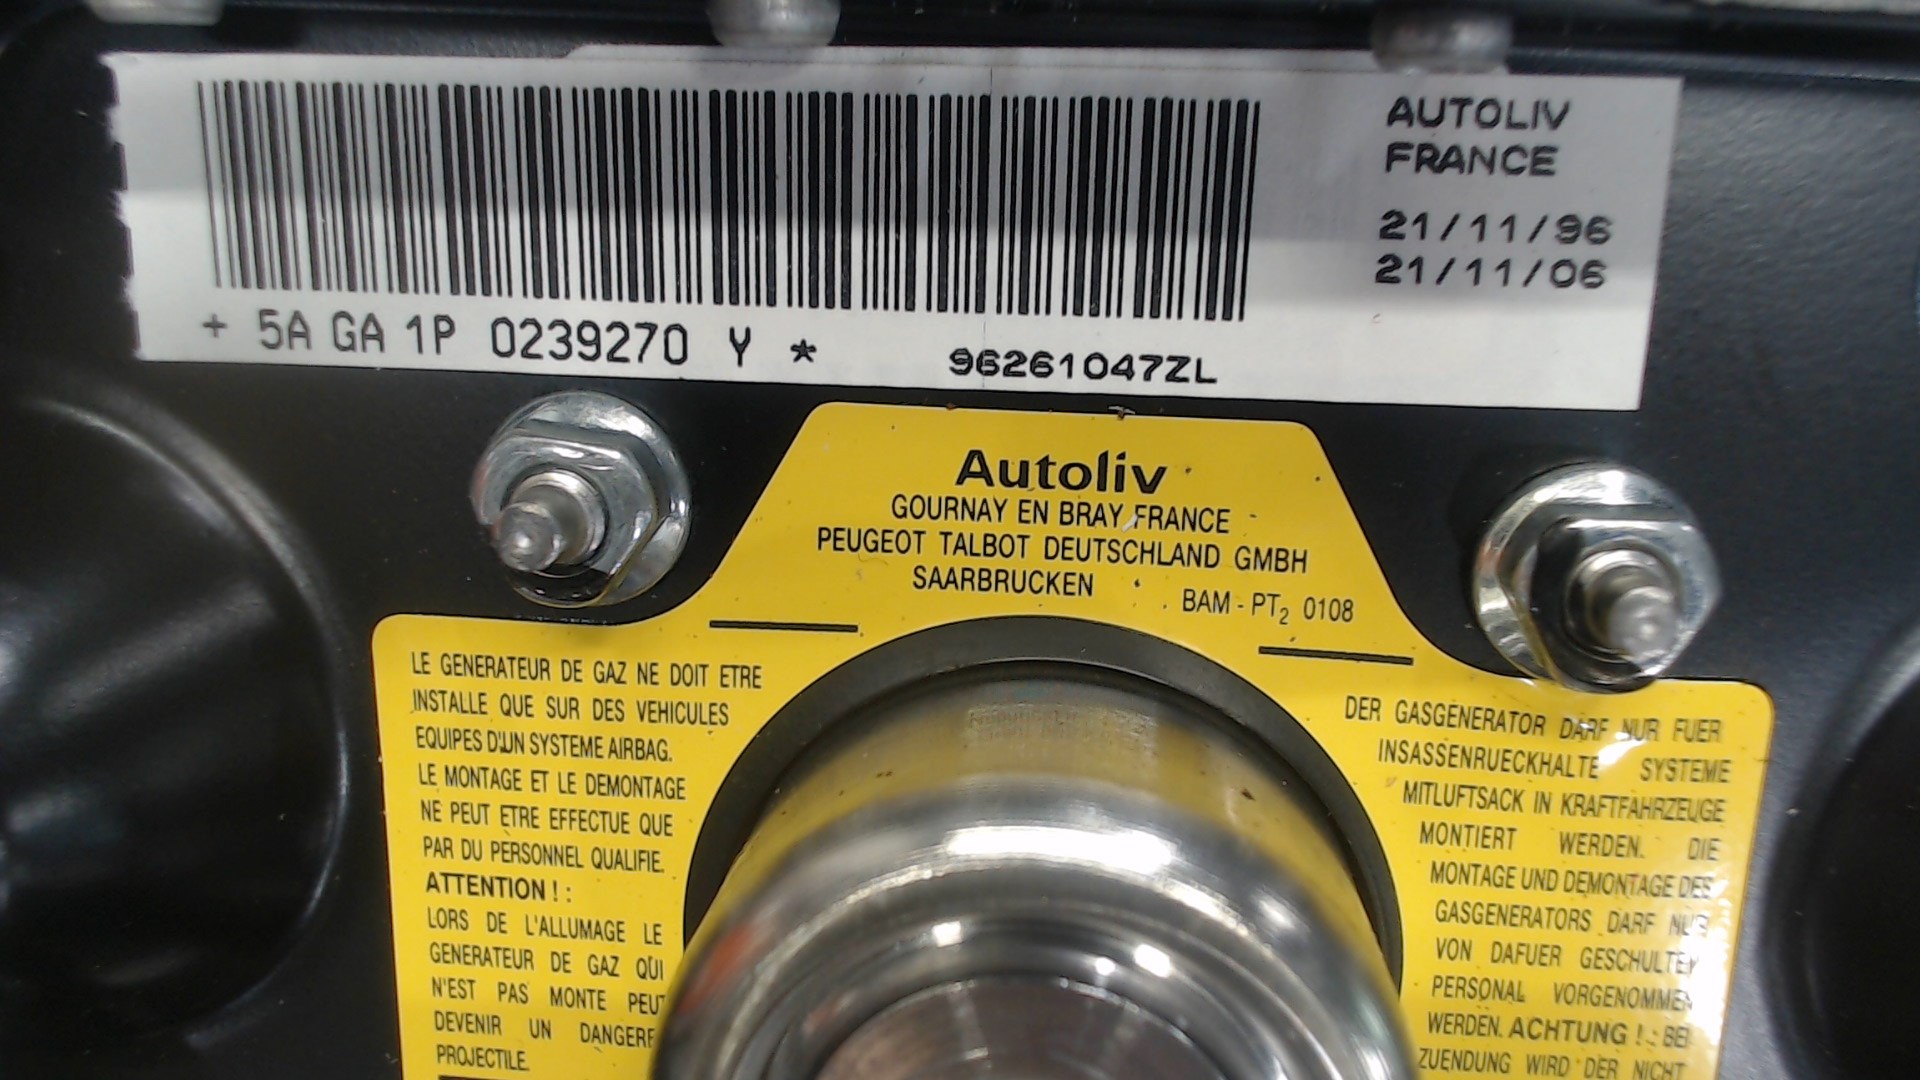 AUTOLIV
FRANCE
21/11/96
21/11/06
+ 5A GA 1P 0239270 Y *
96261047ZL
Autoliv
GOURNAY EN BRAY FRANCE
PEUGEOT TALBOT DEUTSCHLAND GMBH
SAARBRUCKEN
BAM - PT2 0108
LE GENERATEUR DE GAZ NE DOIT ETRE
INSTALLE QUE SUR DES VEHICULES
EQUIPES D'UN SYSTEME AIRBAG.
LE MONTAGE ET LE DEMONTAGE
NE PEUT ETRE EFFECTUE QUE
PAR DU PERSONNEL QUALIFIE.
ATTENTION ! :
LORS DE L'ALLUMAGE LE
GENERATEUR DE GAZ QUI
N'EST PAS MONTE PEUT
DEVENIR UN
PROJECTILE.
DER GASGENERATOR DARF NUR FUER
INSASSENRUECKHALTE SYSTEME
MITLUFTSACK IN KRAFTFAHRZEUGE
MONTIERT WERDEN. DIE
MONTAGE UND DEMONTAGE DES
GASGENERATORS DARF NUR
VON DAFUER GESCHULTEN
PERSONAL VORGENOMMEN
WERDEN. ACHTUNG ! : BEI
ZUENDUNG WIRD DER NICHT